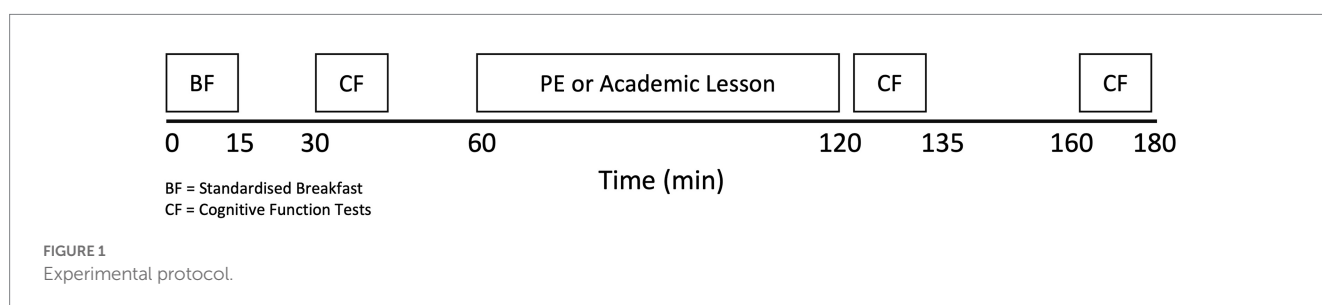 BF CF PE or Academic Lesson CF CF
0 15 30 60 120 135 160 180
Time (min)
BF = Standardised Breakfast
CF = Cognitive Function Tests
FIGURE 1
Experimental protocol.